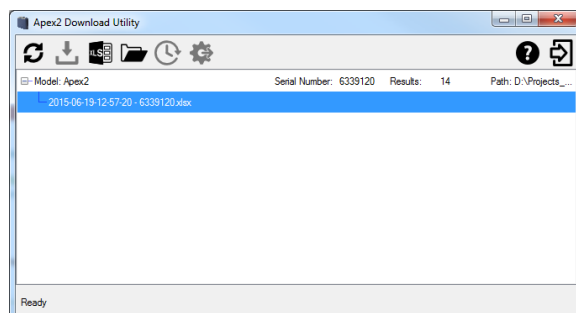 Apex2 Download Utility
XLS
Model: Apex2 Serial Number: 6339120 Results: 14 Path: D:\Projects_...
2015-06-19-12-57-20 - 6339120.xlsx
Ready